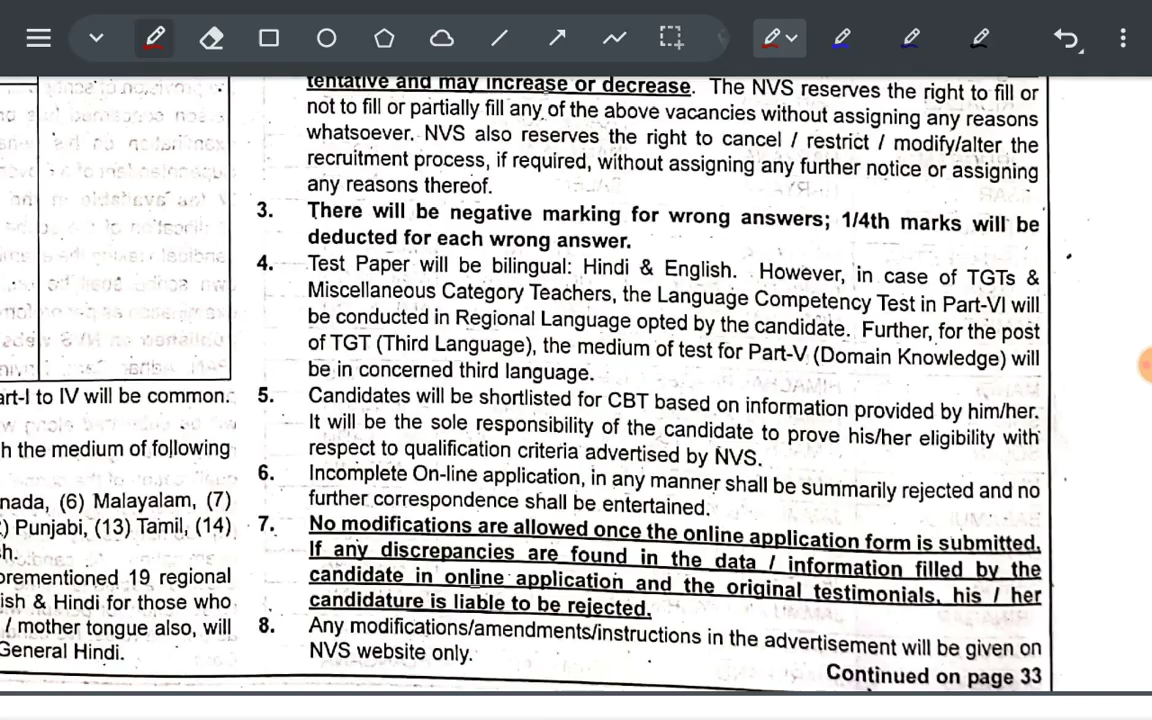 tentative and may increase or decrease. The NVS reserves the right to fill or
not to fill or partially fill any of the above vacancies without assigning any reasons
whatsoever. NVS also reserves the right to cancel / restrict / modify/alter the
recruitment process, if required, without assigning any further notice or assigning
any reasons thereof.
3. There will be negative marking for wrong answers; 1/4th marks will be
deducted for each wrong answer.
4. Test Paper will be bilingual: Hindi & English. However, in case of TGTs &
Miscellaneous Category Teachers, the Language Competency Test in Part-VI will
be conducted in Regional Language opted by the candidate. Further, for the post
of TGT (Third Language), the medium of test for Part-V (Domain Knowledge) will
be in concerned third language.
5. Candidates will be shortlisted for CBT based on information provided by him/her.
It will be the sole responsibility of the candidate to prove his/her eligibility with
respect to qualification criteria advertised by NVS.
6. Incomplete On-line application, in any manner shall be summarily rejected and no
further correspondence shall be entertained.
7. No modifications are allowed once the online application form is submitted.
If any discrepancies are found in the data / information filled by the
candidate in online application and the original testimonials, his / her
candidature is liable to be rejected.
8. Any modifications/amendments/instructions in the advertisement will be given on
NVS website only.
Continued on page 33
art-I to IV will be common.
h the medium of following
nada, (6) Malayalam, (7)
) Punjabi, (13) Tamil, (14)
h.
orementioned 19 regional
ish & Hindi for those who
/ mother tongue also, will
General Hindi.